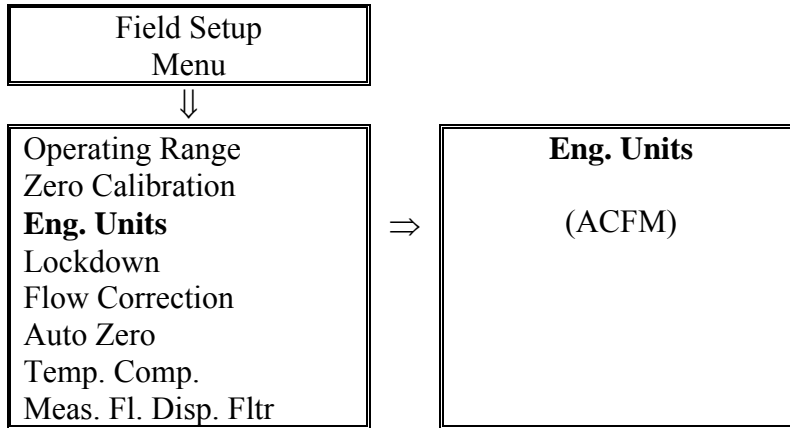 Field Setup
Menu
⇓
Operating Range
Zero Calibration
Eng. Units
Lockdown
Flow Correction
Auto Zero
Temp. Comp.
Meas. Fl. Disp. Fltr
⇒
Eng. Units
(ACFM)